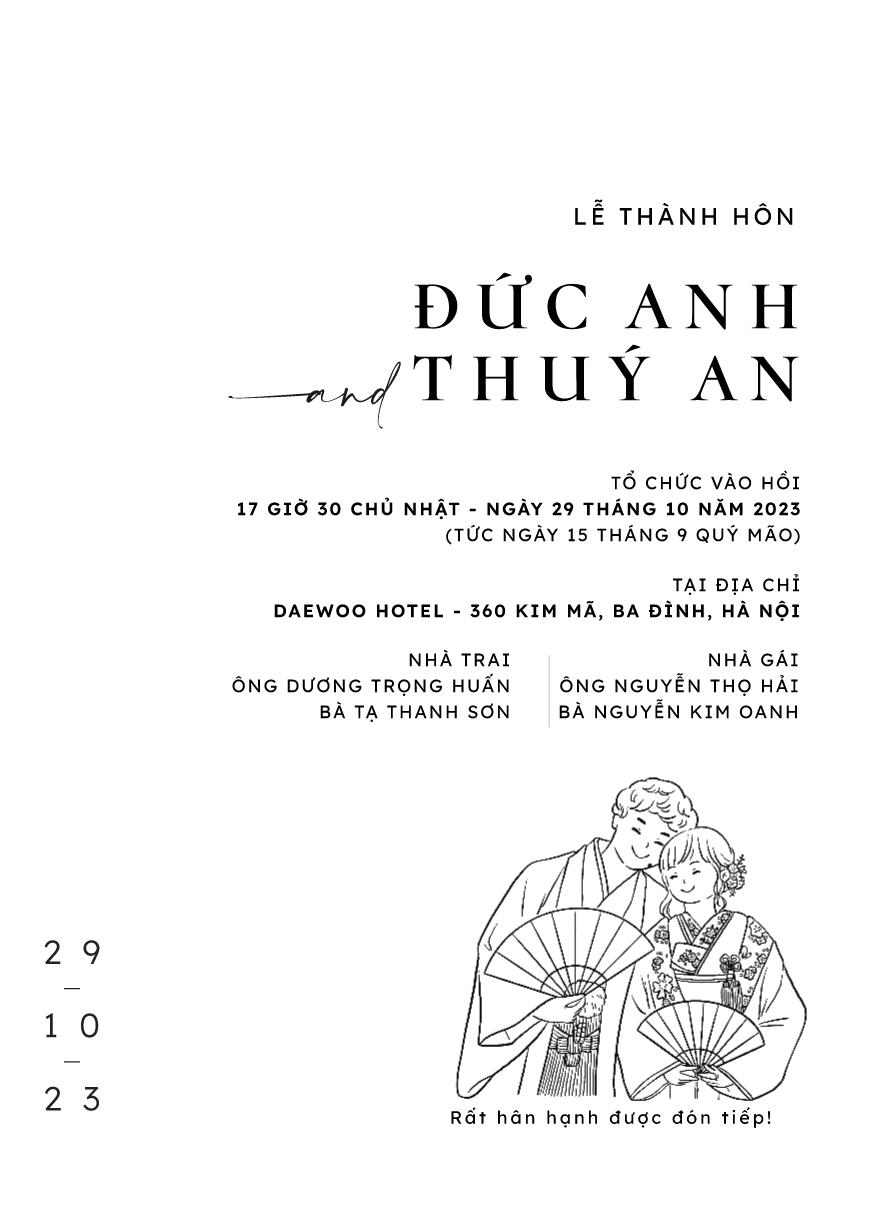 LỄ THÀNH HÔN
ĐỨC ANH
and THUÝ AN
TỔ CHỨC VÀO HỒI
17 GIỜ 30 CHỦ NHẬT - NGÀY 29 THÁNG 10 NĂM 2023
(TỨC NGÀY 15 THÁNG 9 QUÝ MÃO)
TẠI ĐỊA CHỈ
DAEWOO HOTEL - 360 KIM MÃ, BA ĐÌNH, HÀ NỘI
NHÀ TRAI
ÔNG DƯƠNG TRỌNG HUẤN
BÀ TẠ THANH SƠN
NHÀ GÁI
ÔNG NGUYỄN THỌ HẢI
BÀ NGUYỄN KIM OANH
29
—
10
—
23
Rất hân hạnh được đón tiếp!